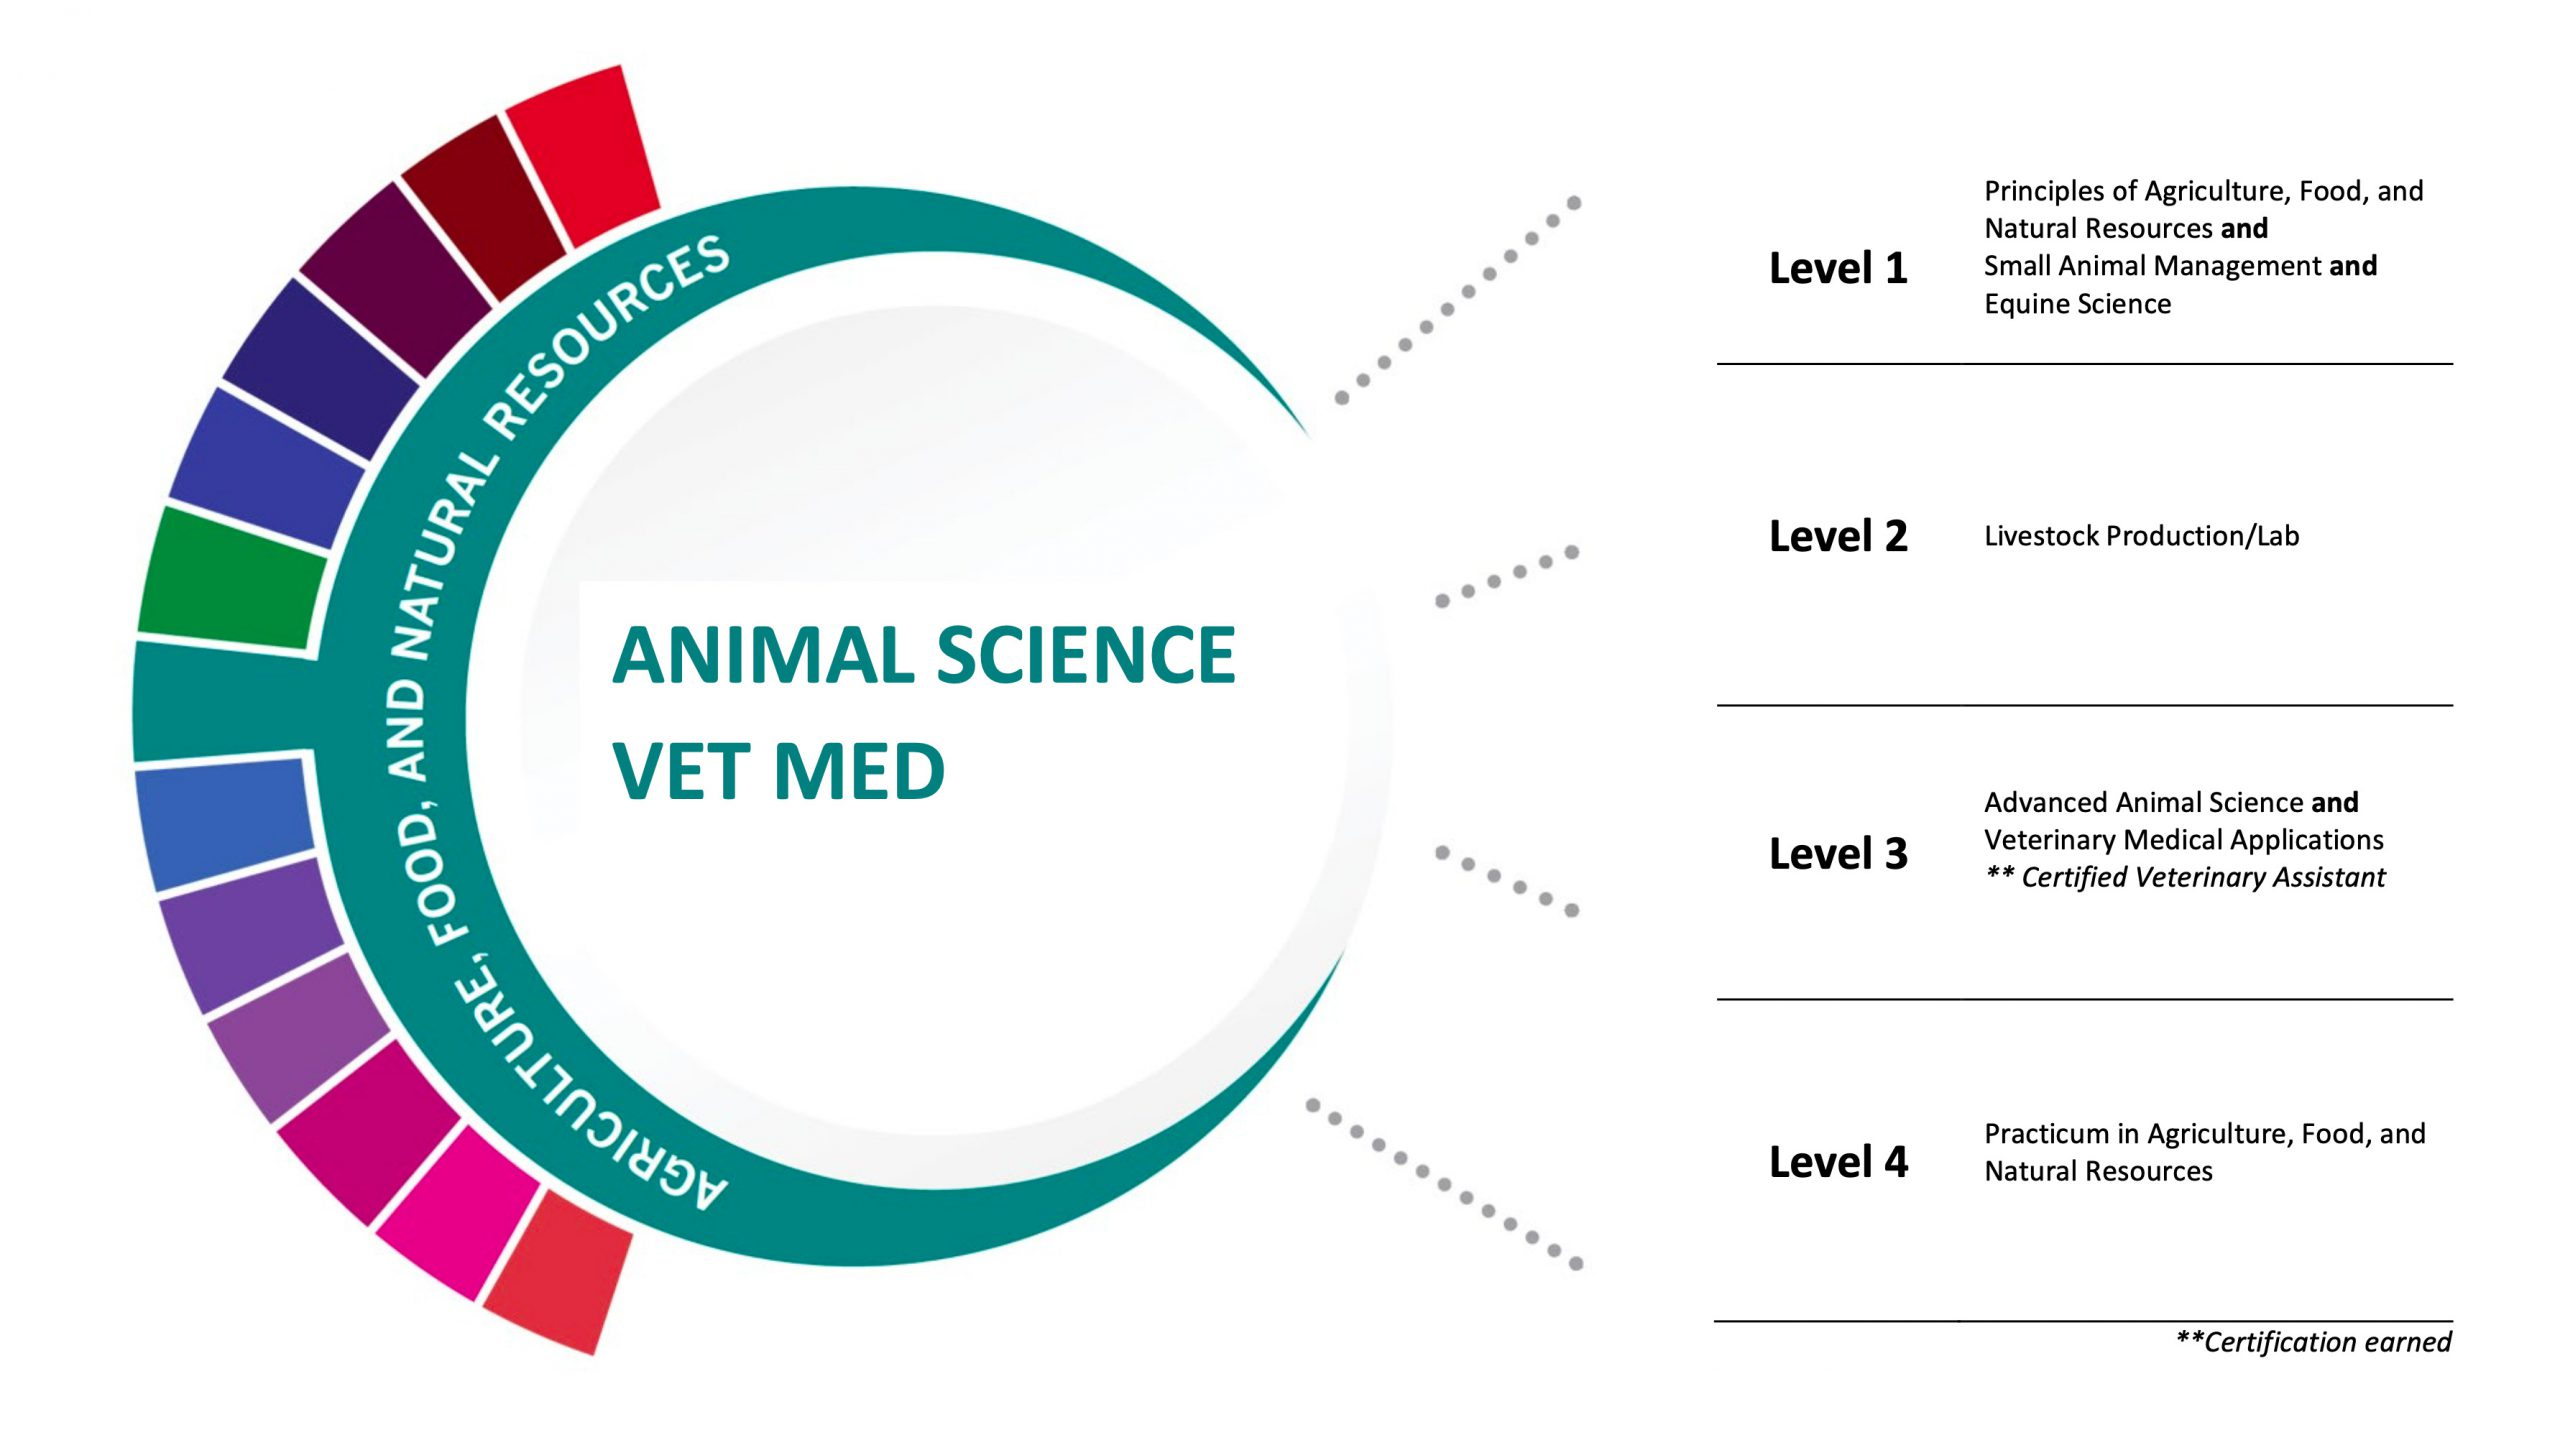 AGRICULTURE, FOOD, AND NATURAL RESOURCES
ANIMAL SCIENCE
VET MED
Level 1
Principles of Agriculture, Food, and
Natural Resources and
Small Animal Management and
Equine Science
Level 2
Livestock Production/Lab
Level 3
Advanced Animal Science and
Veterinary Medical Applications
** Certified Veterinary Assistant
Level 4
Practicum in Agriculture, Food, and
Natural Resources
**Certification earned